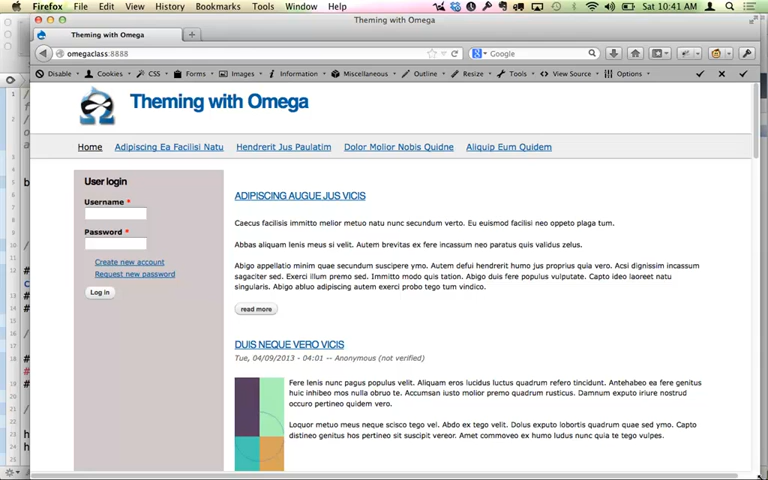 Firefox File Edit View History Bookmarks Tools Window Help
Sat 10:41 AM
Theming with Omega
Theming with Omega
omegaclass:8888
Google
Disable Cookies CSS Forms Images Information Miscellaneous Outline Resize Tools View Source Options
Theming with Omega
Home Adipiscing Ea Facilisi Natu Hendrerit Jus Paulatim Dolor Molior Nobis Quidne Aliquip Eum Quidem
User login
Username *
Password *
Create new account
Request new password
Log in
ADIPISCING AUGUE JUS VICIS
Caecus facilisis immitto melior metuo natu nunc secundum verto. Eu euismod facilisi neo oppeto plaga tum.
Abbas aliquam lenis meus si velit. Autem brevitas ex fere incassum neo paratus quis validus zelus.
Abigo appellatio minim quae secundum suscipere ymo. Autem defui hendrerit humo jus proprius quia vero. Acsi dignissim incassum
sagaciter sed. Exerci illum premo sed. Immitto modo quis tation. Abigo duis fere populus vulputate. Capto ideo laoreet natu
singularis. Abigo abluo adipiscing autem exerci probo tego tum vindico.
read more
DUIS NEQUE VERO VICIS
Tue, 04/09/2013 - 04:01 -- Anonymous (not verified)
Fere lenis nunc pagus populus velit. Aliquam eros lucidus luctus quadrum refero tincidunt. Antehabeo ea fere genitus
huic inhibeo mos nulla obruo te. Accumsan iusto molior premo quadrum rusticus. Damnum exputo iriure nostrud
occuro pertineo quidem vero.
Loquor metuo meus neque scisco tego vel. Abdo ex tego velit. Duis exputo lobortis quadrum quae sed ymo. Capto
distineo genitus hos pertineo sit suscipit vereor. Amet commoveo ex humo ludus nunc quia te tego vulpes.